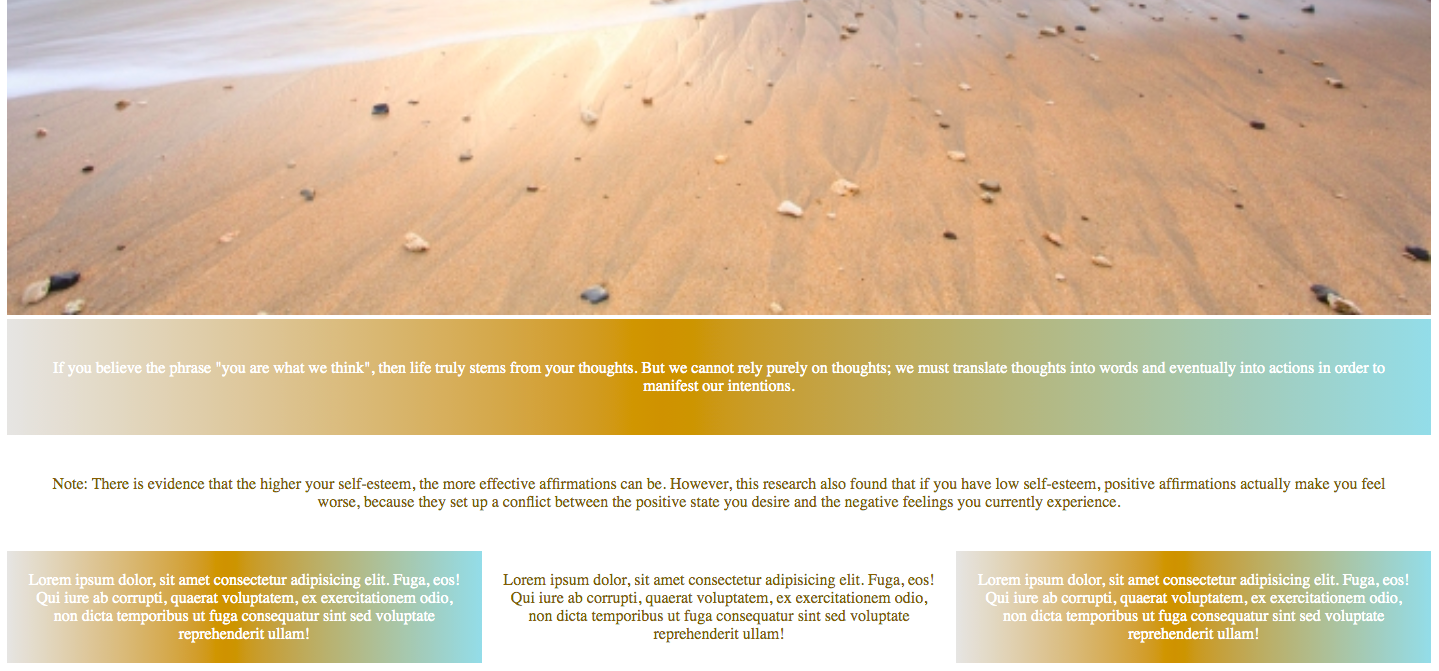 If you believe the phrase "you are what we think", then life truly stems from your thoughts. But we cannot rely purely on thoughts; we must translate thoughts into words and eventually into actions in order to
manifest our intentions.
Note: There is evidence that the higher your self-esteem, the more effective affirmations can be. However, this research also found that if you have low self-esteem, positive affirmations actually make you feel
worse, because they set up a conflict between the positive state you desire and the negative feelings you currently experience.
Lorem ipsum dolor, sit amet consectetur adipisicing elit. Fuga, eos!
Qui iure ab corrupti, quaerat voluptatem, ex exercitationem odio,
non dicta temporibus ut fuga consequatur sint sed voluptate
reprehenderit ullam!
Lorem ipsum dolor, sit amet consectetur adipisicing elit. Fuga, eos!
Qui iure ab corrupti, quaerat voluptatem, ex exercitationem odio,
non dicta temporibus ut fuga consequatur sint sed voluptate
reprehenderit ullam!
Lorem ipsum dolor, sit amet consectetur adipisicing elit. Fuga, eos!
Qui iure ab corrupti, quaerat voluptatem, ex exercitationem odio,
non dicta temporibus ut fuga consequatur sint sed voluptate
reprehenderit ullam!